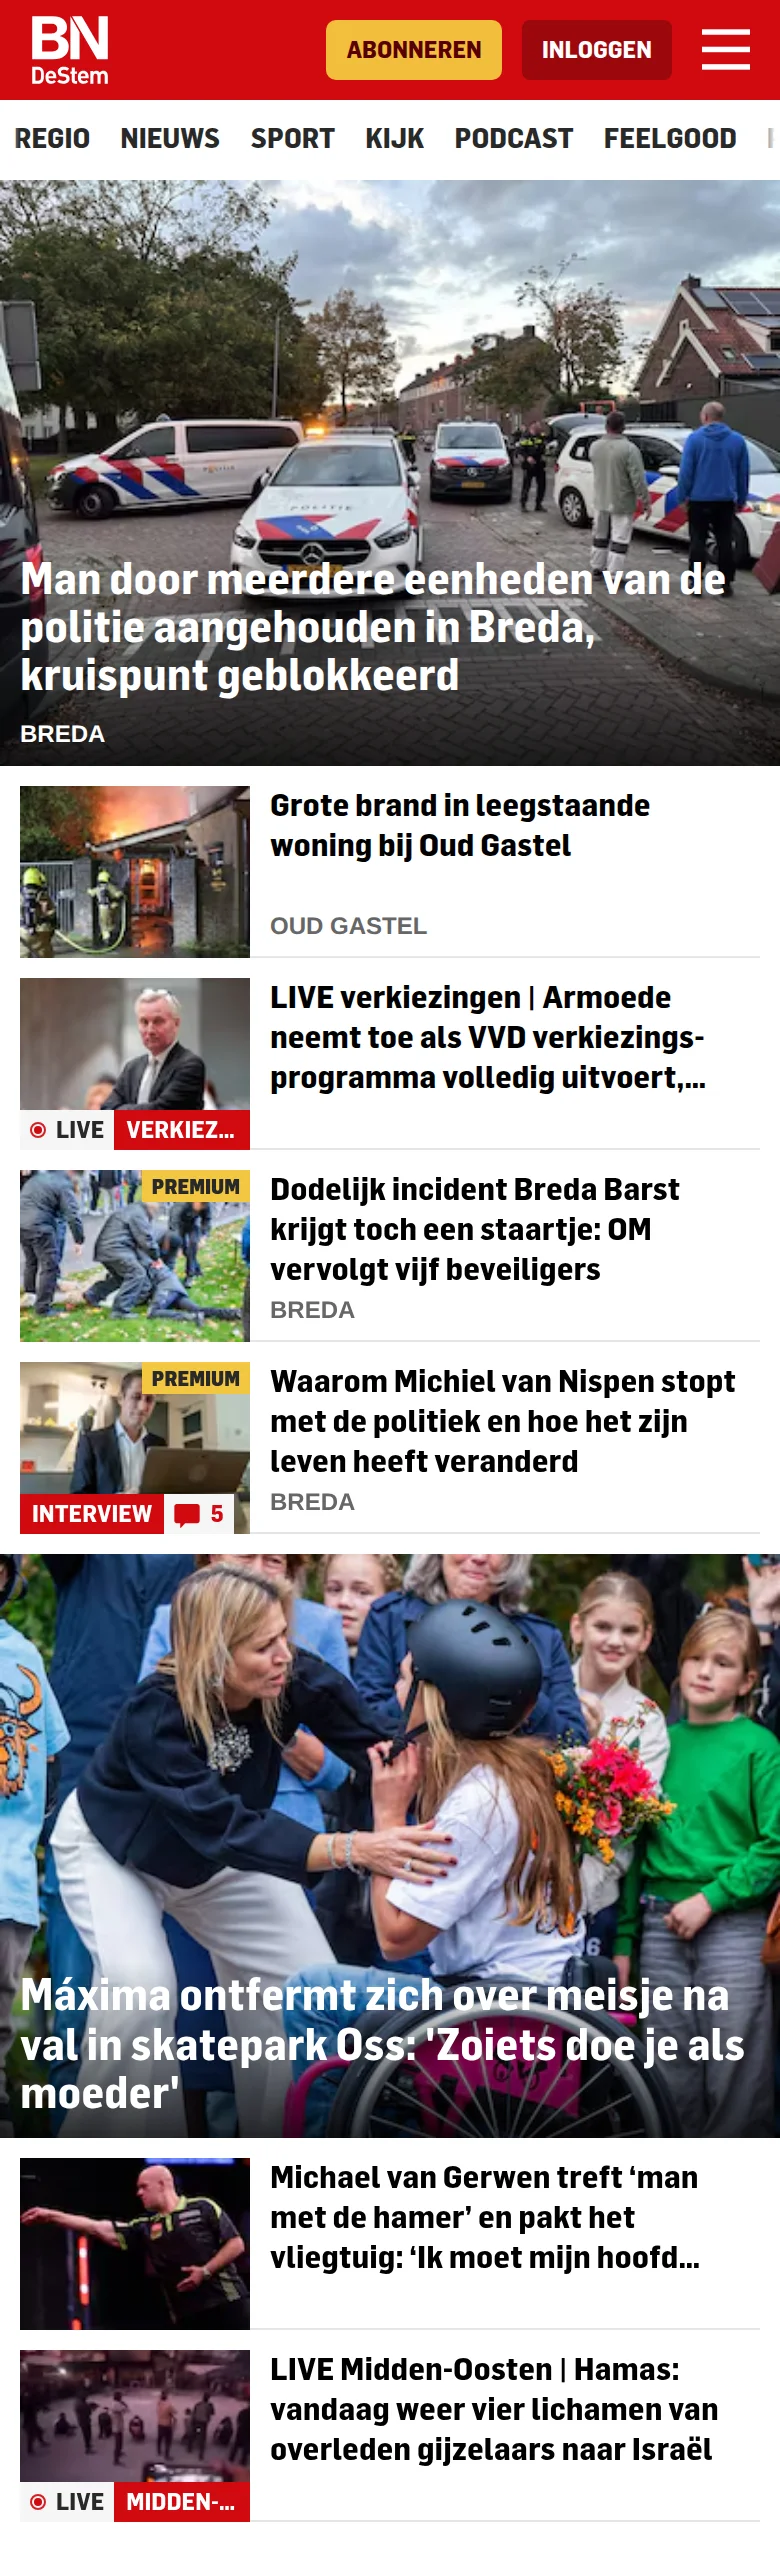 BN
DeStem
ABONNEREN
INLOGGEN
REGIO NIEUWS SPORT KIJK PODCAST FEELGOOD
POLITIE
Man door meerdere eenheden van de
politie aangehouden in Breda,
kruispunt geblokkeerd
BREDA
Grote brand in leegstaande
woning bij Oud Gastel
OUD GASTEL
LIVE verkiezingen | Armoede
neemt toe als VVD verkiezings-
programma volledig uitvoert,...
LIVE VERKIEZ...
PREMIUM
Dodelijk incident Breda Barst
krijgt toch een staartje: OM
vervolgt vijf beveiligers
BREDA
PREMIUM
Waarom Michiel van Nispen stopt
met de politiek en hoe het zijn
leven heeft veranderd
BREDA
INTERVIEW 5
Máxima ontfermt zich over meisje na
val in skatepark Oss: 'Zoiets doe je als
moeder'
Michael van Gerwen treft ‘man
met de hamer’ en pakt het
vliegtuig: ‘Ik moet mijn hoofd...
LIVE Midden-Oosten | Hamas:
vandaag weer vier lichamen van
overleden gijzelaars naar Israël
LIVE MIDDEN-...